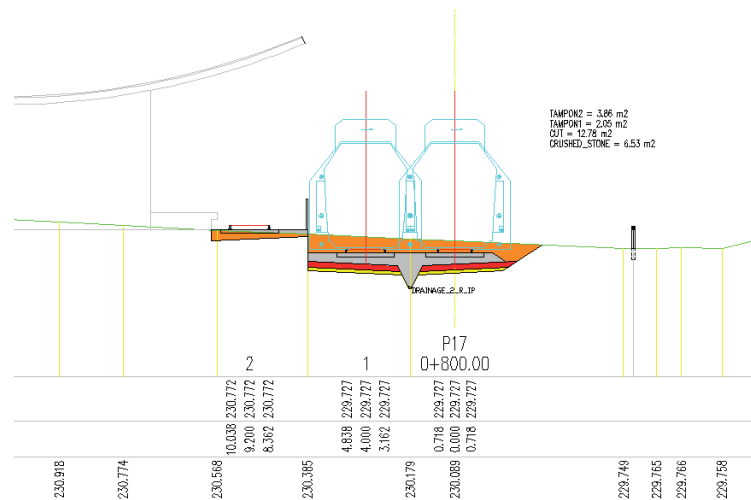 TAMPON2 = 3.86 m2
TAMPON1 = 2.05 m2
CUT = 12.78 m2
CRUSHED_STONE = 6.53 m2
DRAINAGE_2_R_IP
P17
2 1 0+800.00
230.772 230.772 230.772 229.727 229.727 229.727 229.727 229.727 229.727
10.038 9.200 8.362 4.838 4.000 3.162 0.718 0.000 0.718
230.918 230.774 230.568 230.385 230.179 230.089 229.749 229.765 229.766 229.758